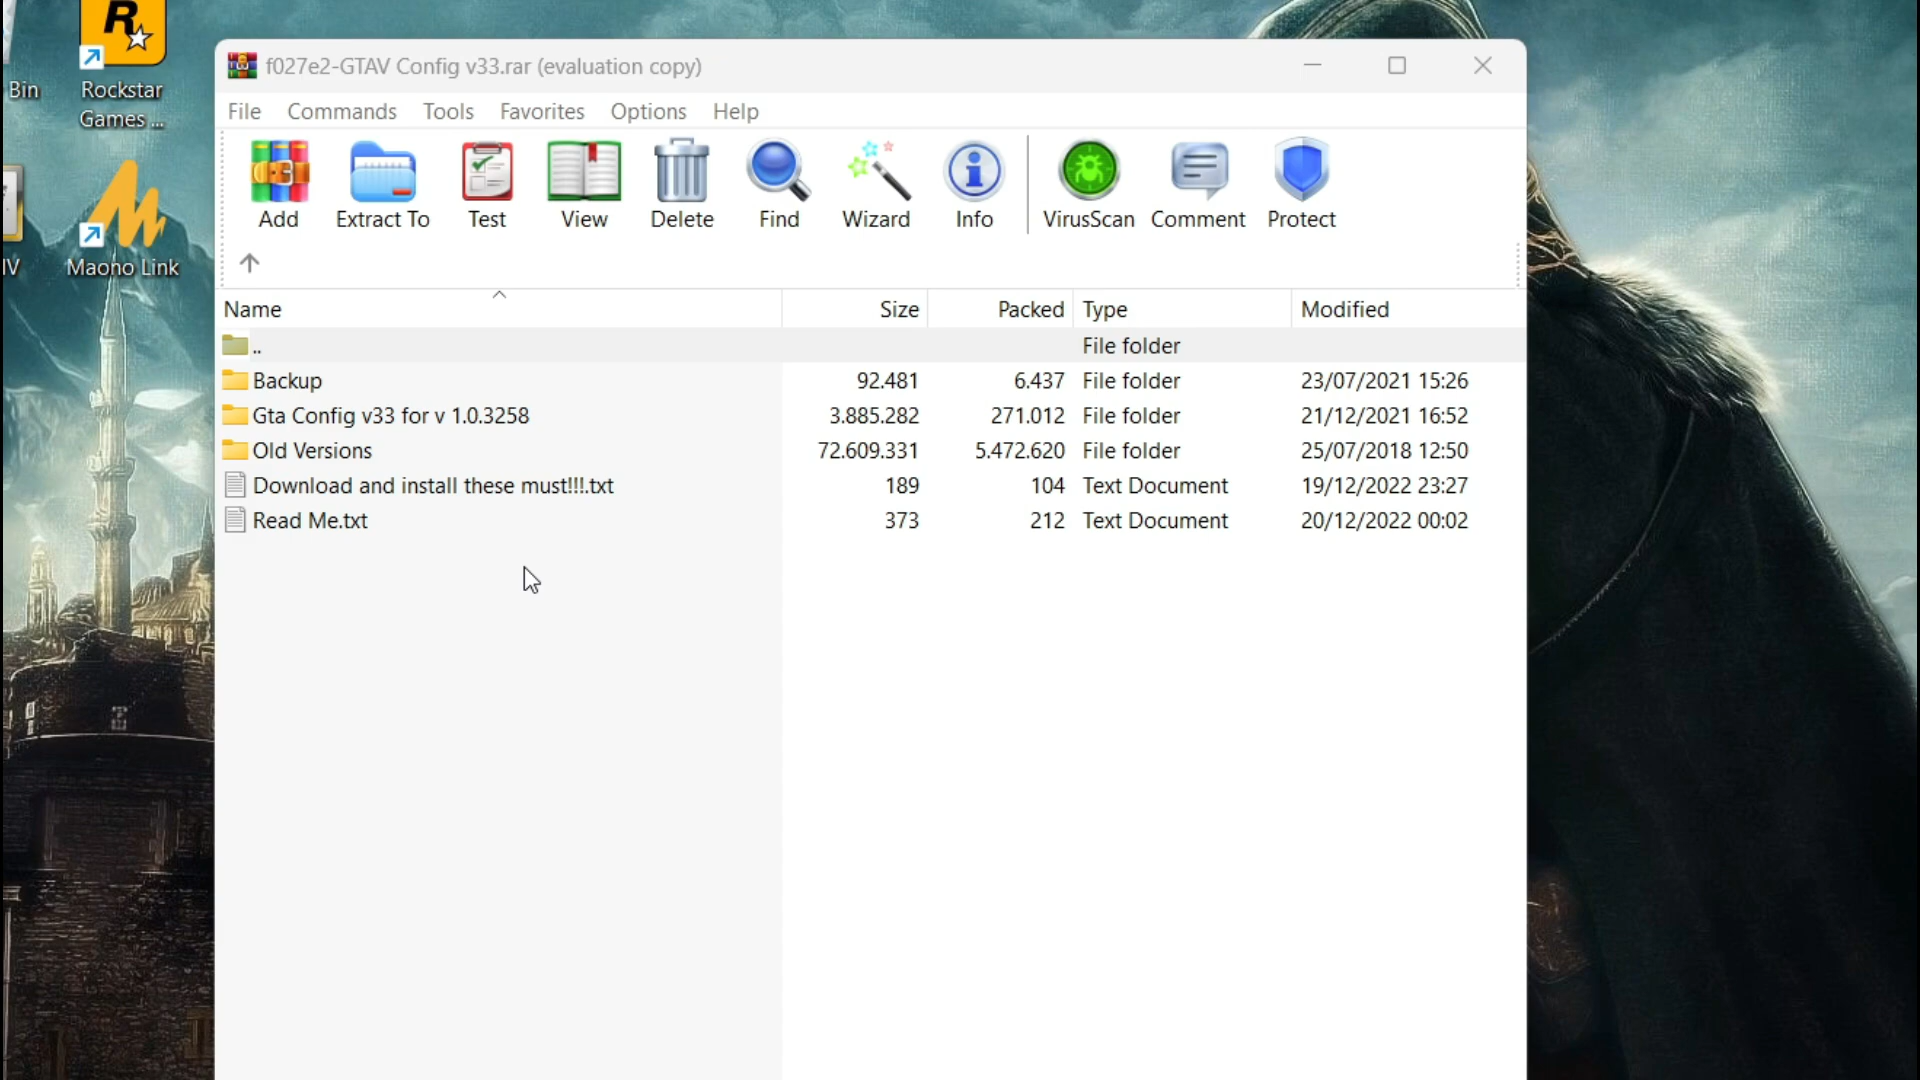 Bin
Rockstar
Games ...
IV
Maono Link
f027e2-GTAV Config v33.rar (evaluation copy)
File Commands Tools Favorites Options Help
Add Extract To Test View Delete Find Wizard Info VirusScan Comment Protect
Name Size Packed Type Modified
.. File folder
Backup 92.481 6.437 File folder 23/07/2021 15:26
Gta Config v33 for v 1.0.3258 3.885.282 271.012 File folder 21/12/2021 16:52
Old Versions 72.609.331 5.472.620 File folder 25/07/2018 12:50
Download and install these must!!!.txt 189 104 Text Document 19/12/2022 23:27
Read Me.txt 373 212 Text Document 20/12/2022 00:02